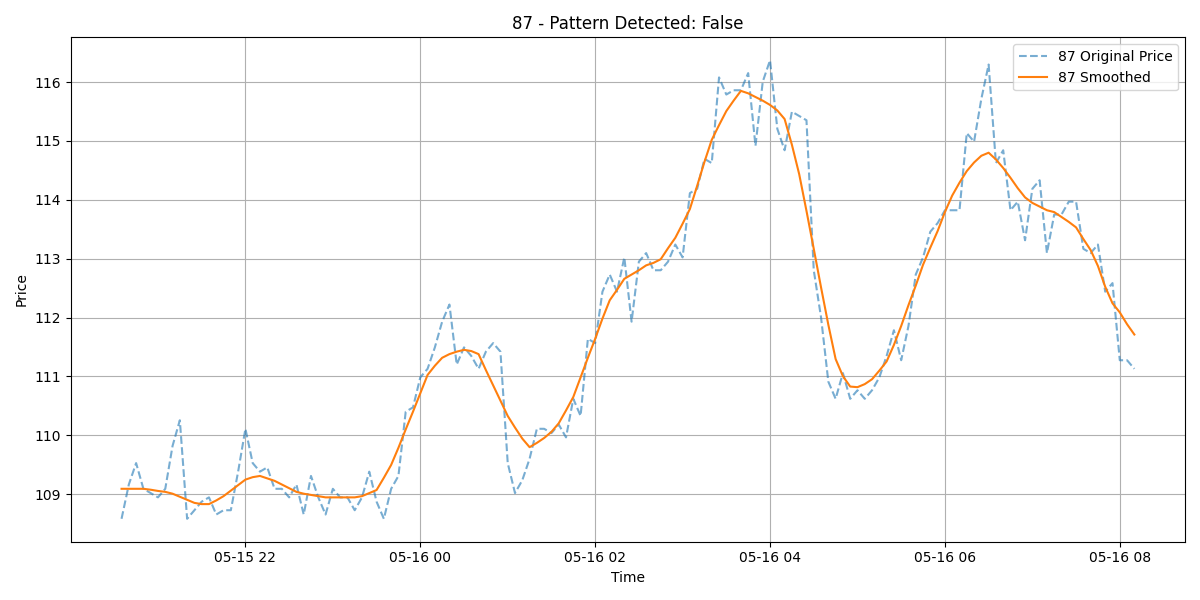 87 - Pattern Detected: False
87 Original Price
87 Smoothed
116
115
114
113
112
111
110
109
Price
05-15 22
05-16 00
05-16 02
05-16 04
05-16 06
05-16 08
Time